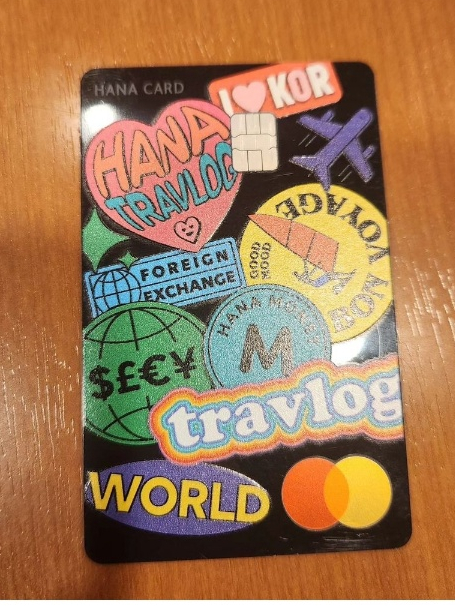 HANA CARD
I ♥ KOR
HANA
TRAVLOG
BON VOYAGE
GOOD
MOOD
FOREIGN
EXCHANGE
HANA MONEY
M
$£€¥
travlog
WORLD